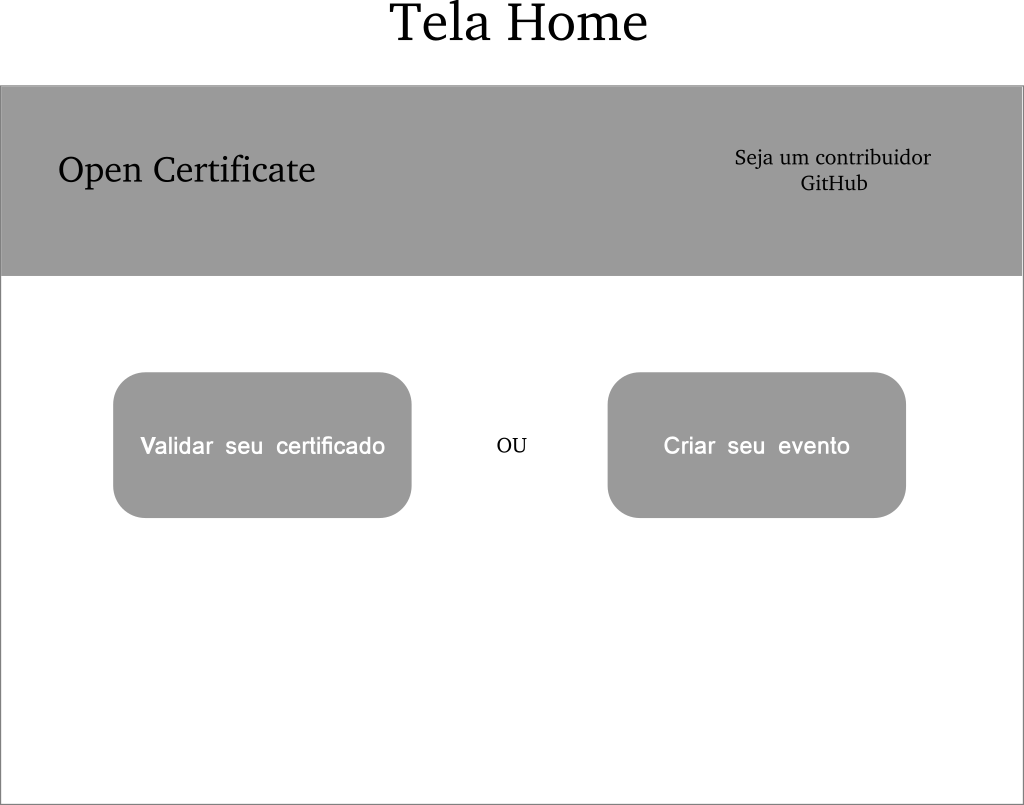 Tela Home
Open Certificate
Seja um contribuidor
GitHub
Validar seu certificado
OU
Criar seu evento